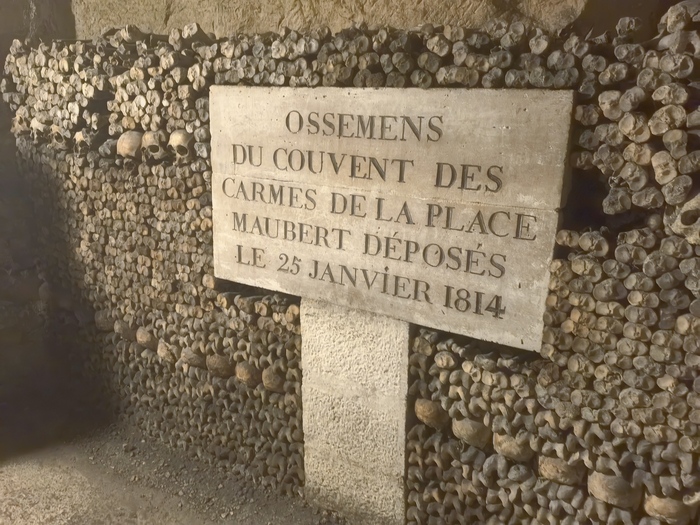 OSSEMENS
DU COUVENT DES
CARMES DE LA PLACE
MAUBERT DÉPOSÉS
LE 25 JANVIER 1814